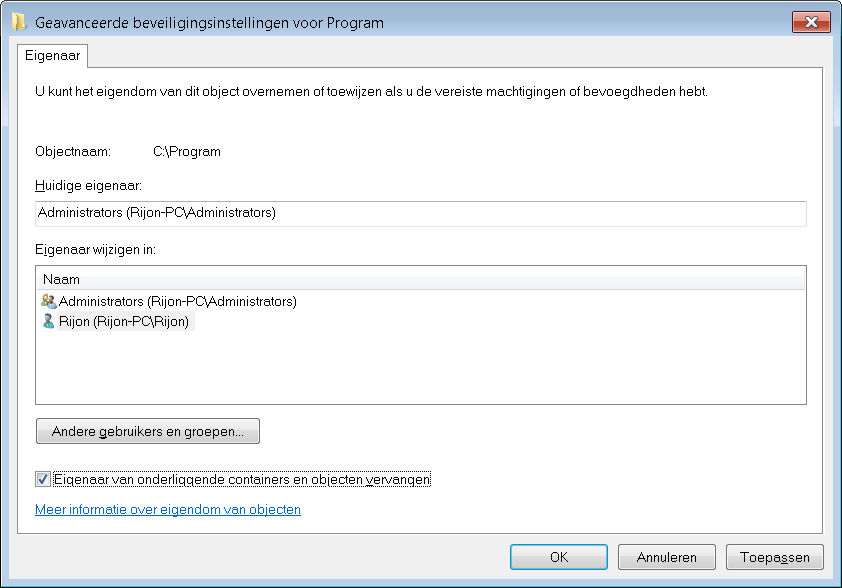 Geavanceerde beveiligingsinstellingen voor Program
Eigenaar
U kunt het eigendom van dit object overnemen of toewijzen als u de vereiste machtigingen of bevoegdheden hebt.
Objectnaam: C:\Program
Huidige eigenaar:
Administrators (Rijon-PC\Administrators)
Eigenaar wijzigen in:
Naam
Administrators (Rijon-PC\Administrators)
Rijon (Rijon-PC\Rijon)
Andere gebruikers en groepen...
Eigenaar van onderliggende containers en objecten vervangen
Meer informatie over eigendom van objecten
OK Annuleren Toepassen